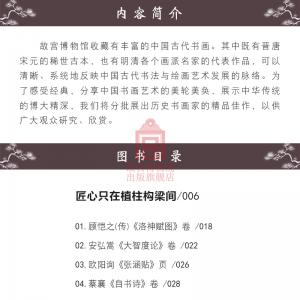 内容简介
故宫博物馆收藏有丰富的中国古代书画。其中既有晋唐
宋元的稀世古本，也有明清各个画派名家的代表作品，可以
清晰、系统地反映中国古代书法与绘画艺术发展的脉络。为
了感受经典，分享中国书画艺术的美轮美奂，展示中华传统
的博大精深，我们将分批展出历史书画家的精品佳作，以供
广大观众研究、欣赏。
图书目录
出版旗舰店
匠心只在植柱构梁间/006
01. 顾恺之(传)《洛神赋图》卷 /018
02. 安弘嵩《大智度论》卷 /022
03. 欧阳询《张涵贴》页 /026
04. 蔡襄《自书诗》卷 /028